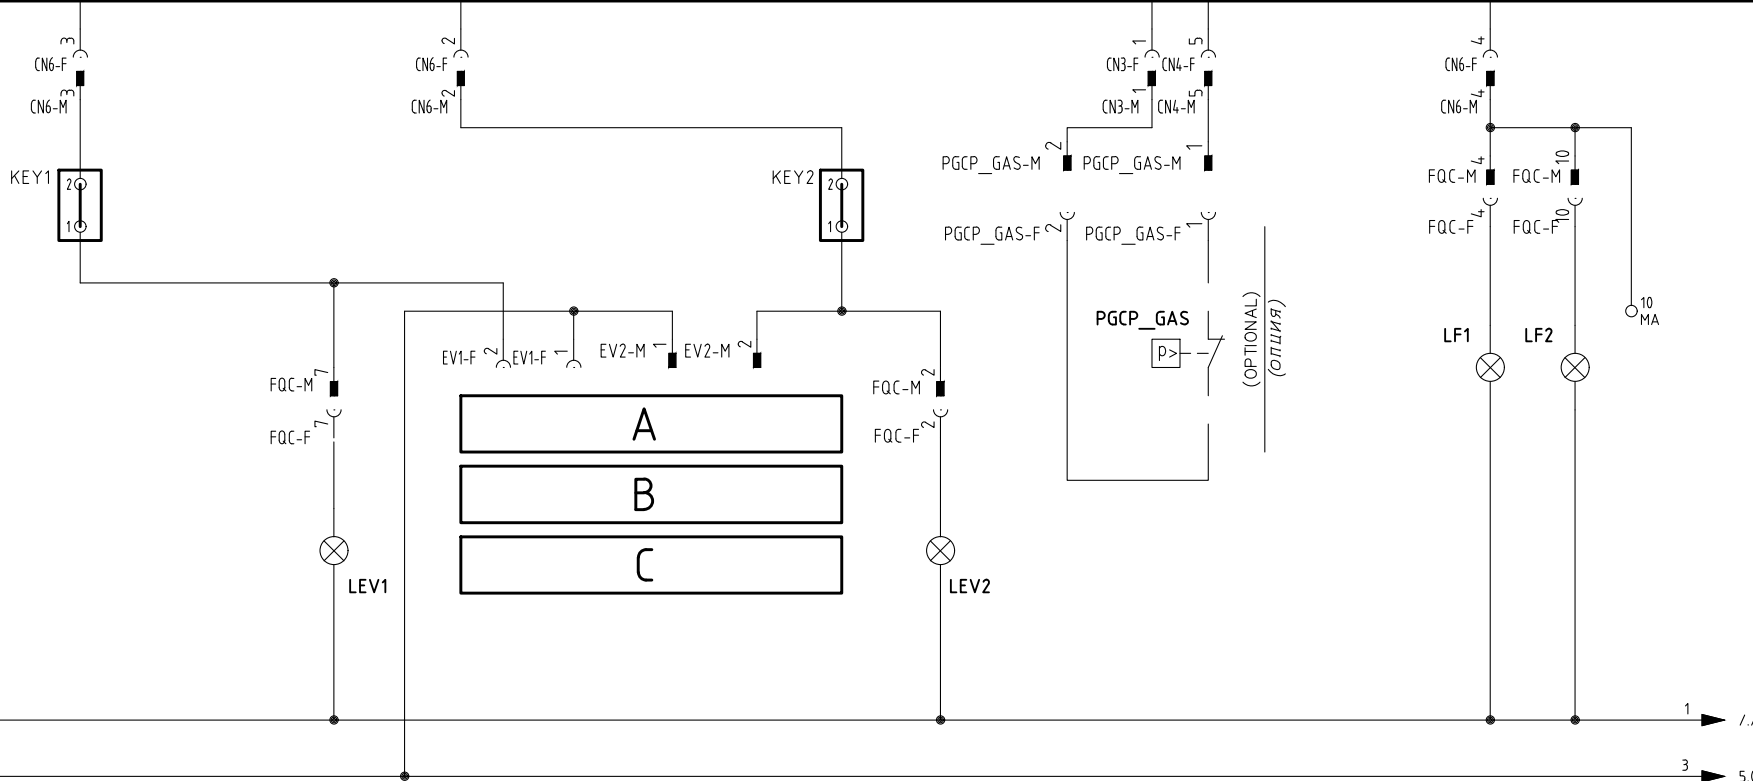 3
2
1
5
4
CN6-F
CN6-F
CN3-F
CN4-F
CN6-F
3
2
1
5
4
CN6-M
CN6-M
CN3-M
CN4-M
CN6-M
2
1
4
10
PGCP_GAS-M
PGCP_GAS-M
KEY1
2
KEY2
2
FQC-M
FQC-M
1
1
2
1
4
10
PGCP_GAS-F
PGCP_GAS-F
FQC-F
FQC-F
10
MA
PGCP_GAS
P>
(OPTIONAL)
(ОПЦИЯ)
LF1
LF2
2
1
1
2
EV1-F
EV1-F
EV2-M
EV2-M
7
2
FQC-M
FQC-M
7
2
FQC-F
FQC-F
A
B
C
LEV1
LEV2
1
3